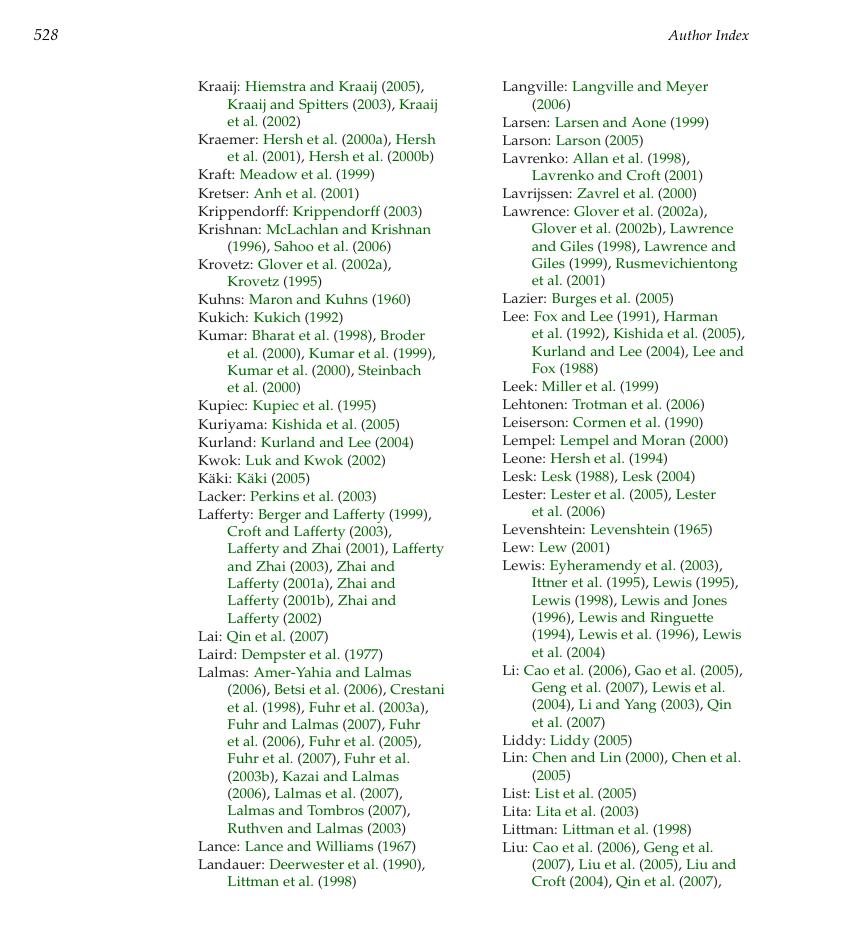 528
Author Index
Kraaij: Hiemstra and Kraaij (2005),
Kraaij and Spitters (2003), Kraaij
et al. (2002)
Kraemer: Hersh et al. (2000a), Hersh
et al. (2001), Hersh et al. (2000b)
Kraft: Meadow et al. (1999)
Kretser: Anh et al. (2001)
Krippendorff: Krippendorff (2003)
Krishnan: McLachlan and Krishnan
(1996), Sahoo et al. (2006)
Krovetz: Glover et al. (2002a),
Krovetz (1995)
Kuhns: Maron and Kuhns (1960)
Kukich: Kukich (1992)
Kumar: Bharat et al. (1998), Broder
et al. (2000), Kumar et al. (1999),
Kumar et al. (2000), Steinbach
et al. (2000)
Kupiec: Kupiec et al. (1995)
Kuriyama: Kishida et al. (2005)
Kurland: Kurland and Lee (2004)
Kwok: Luk and Kwok (2002)
Käki: Käki (2005)
Lacker: Perkins et al. (2003)
Lafferty: Berger and Lafferty (1999),
Croft and Lafferty (2003),
Lafferty and Zhai (2001), Lafferty
and Zhai (2003), Zhai and
Lafferty (2001a), Zhai and
Lafferty (2001b), Zhai and
Lafferty (2002)
Lai: Qin et al. (2007)
Laird: Dempster et al. (1977)
Lalmas: Amer-Yahia and Lalmas
(2006), Betsi et al. (2006), Crestani
et al. (1998), Fuhr et al. (2003a),
Fuhr and Lalmas (2007), Fuhr
et al. (2006), Fuhr et al. (2005),
Fuhr et al. (2007), Fuhr et al.
(2003b), Kazai and Lalmas
(2006), Lalmas et al. (2007),
Lalmas and Tombros (2007),
Ruthven and Lalmas (2003)
Lance: Lance and Williams (1967)
Landauer: Deerwester et al. (1990),
Littman et al. (1998)
Langville: Langville and Meyer
(2006)
Larsen: Larsen and Aone (1999)
Larson: Larson (2005)
Lavrenko: Allan et al. (1998),
Lavrenko and Croft (2001)
Lavrijssen: Zavrel et al. (2000)
Lawrence: Glover et al. (2002a),
Glover et al. (2002b), Lawrence
and Giles (1998), Lawrence and
Giles (1999), Rusmevichientong
et al. (2001)
Lazier: Burges et al. (2005)
Lee: Fox and Lee (1991), Harman
et al. (1992), Kishida et al. (2005),
Kurland and Lee (2004), Lee and
Fox (1988)
Leek: Miller et al. (1999)
Lehtonen: Trotman et al. (2006)
Leiserson: Cormen et al. (1990)
Lempel: Lempel and Moran (2000)
Leone: Hersh et al. (1994)
Lesk: Lesk (1988), Lesk (2004)
Lester: Lester et al. (2005), Lester
et al. (2006)
Levenshtein: Levenshtein (1965)
Lew: Lew (2001)
Lewis: Eyheramendy et al. (2003),
Ittner et al. (1995), Lewis (1995),
Lewis (1998), Lewis and Jones
(1996), Lewis and Ringuette
(1994), Lewis et al. (1996), Lewis
et al. (2004)
Li: Cao et al. (2006), Gao et al. (2005),
Geng et al. (2007), Lewis et al.
(2004), Li and Yang (2003), Qin
et al. (2007)
Liddy: Liddy (2005)
Lin: Chen and Lin (2000), Chen et al.
(2005)
List: List et al. (2005)
Lita: Lita et al. (2003)
Littman: Littman et al. (1998)
Liu: Cao et al. (2006), Geng et al.
(2007), Liu et al. (2005), Liu and
Croft (2004), Qin et al. (2007),